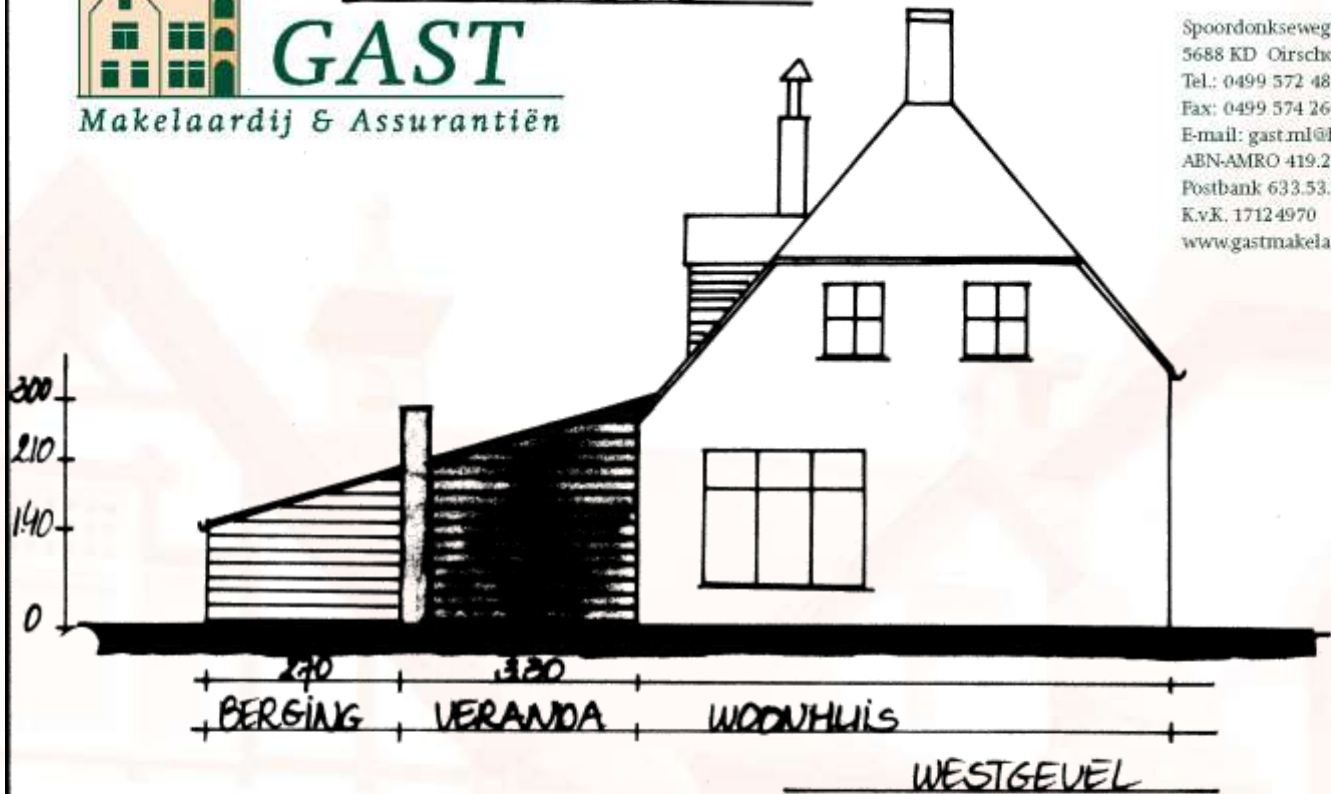 GAST
Makelaardij & Assurantiën
Spoordonkseweg
5688 KD Oirscho
Tel.: 0499 572 48
Fax: 0499 574 26
E-mail: gast.ml@
ABN-AMRO 419.2
Postbank 633.53.
K.v.K. 17124970
www.gastmakela
300
210
140
0
270 330
BERGING VERANDA WOONHUIS
WESTGEVEL